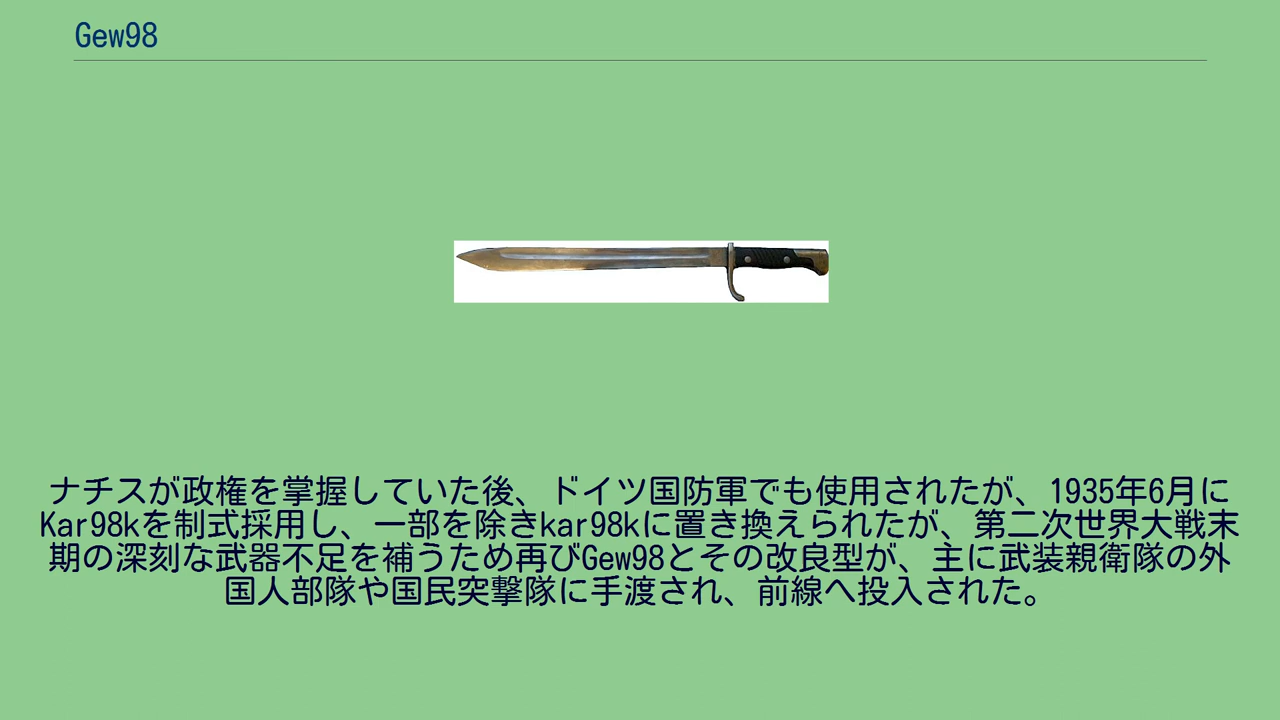 Gew98
ナチスが政権を掌握していた後、ドイツ国防軍でも使用されたが、1935年6月に
Kar98kを制式採用し、一部を除きkar98kに置き換えられたが、第二次世界大戦末
期の深刻な武器不足を補うため再びGew98とその改良型が、主に武装親衛隊の外
国人部隊や国民突撃隊に手渡され、前線へ投入された。